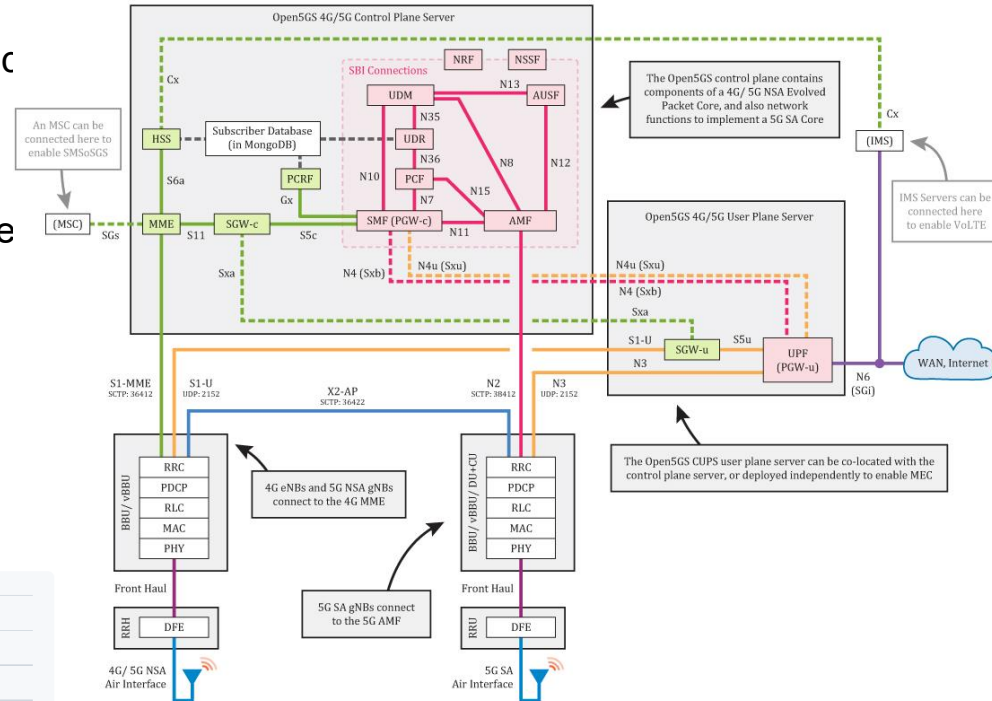 Open5GS 4G/5G Control Plane Server
c
NRF
NSSF
SBI Connections
Cx
N13
UDM
AUSF
The Open5GS control plane contains
components of a 4G/ 5G NSA Evolved
Packet Core, and also network
functions to implement a 5G SA Core
An MSC can be
connected here to
enable SMSoSGS
N35
Cx
HSS
Subscriber Database
(in MongoDB)
UDR
(IMS)
N36
N8
N12
S6a
PCRF
N10
PCF
N15
Gx
N7
IMS Servers can be
connected here
to enable VoLTE
e
(MSC)
SGs
MME
S11
SGW-c
S5c
SMF (PGW-c)
N11
AMF
Open5GS 4G/5G User Plane Server
Sxa
N4 (Sxb)
N4u (Sxu)
N4u (Sxu)
N4 (Sxb)
Sxa
S1-U
SGW-u
S5u
UPF
(PGW-u)
N3
WAN, Internet
N6
(SGi)
S1-MME
SCTP: 36412
S1-U
UDP: 2152
X2-AP
SCTP: 36422
N2
SCTP: 38412
N3
UDP: 2152
BBU/ vBBU
RRC
PDCP
RLC
MAC
PHY
4G eNBs and 5G NSA gNBs
connect to the 4G MME
BBU/ vBBU/ DU+CU
RRC
PDCP
RLC
MAC
PHY
The Open5GS CUPS user plane server can be co-located with the
control plane server, or deployed independently to enable MEC
Front Haul
5G SA gNBs connect
to the 5G AMF
Front Haul
RRH
DFE
RRU
DFE
4G/ 5G NSA
Air Interface
5G SA
Air Interface